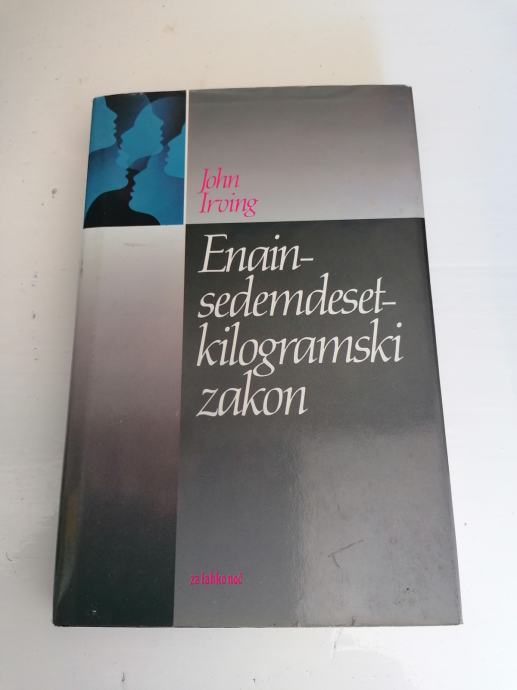 John
Irving
Enain-
sedemdeset-
kilogramski
zakon
za lahko noč